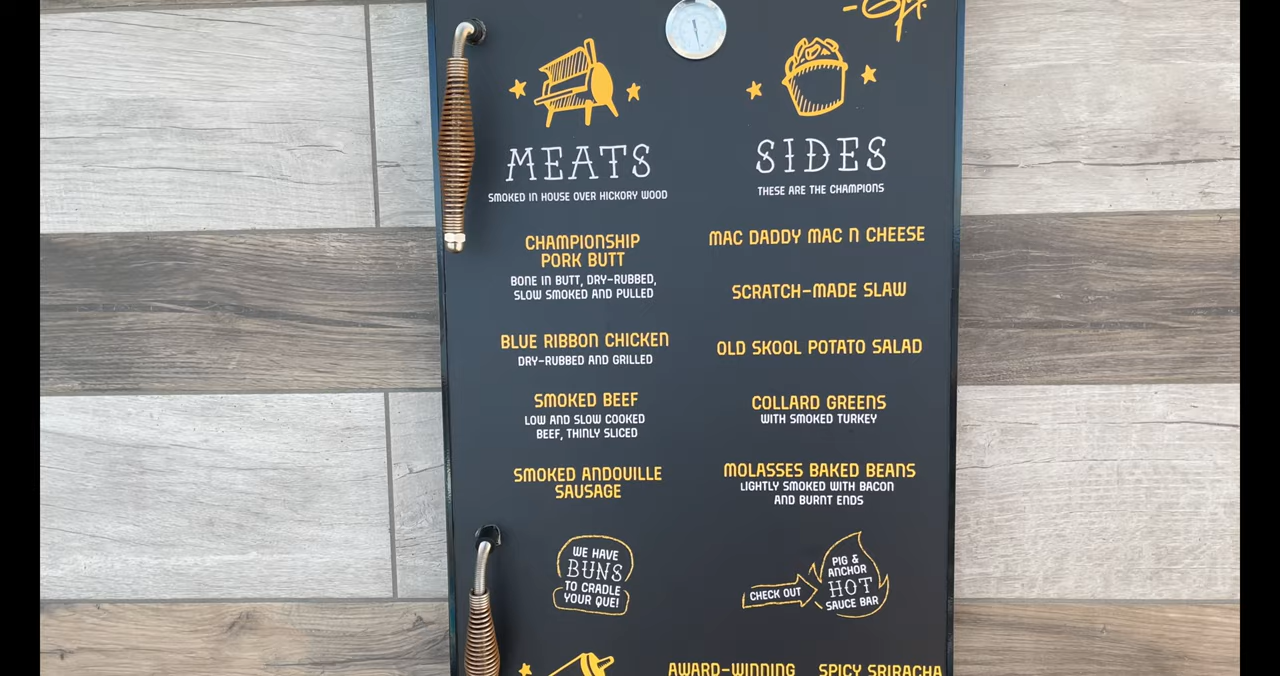 MEATS
SMOKED IN HOUSE OVER HICKORY WOOD
CHAMPIONSHIP
PORK BUTT
BONE IN BUTT, DRY-RUBBED,
SLOW SMOKED AND PULLED
BLUE RIBBON CHICKEN
DRY-RUBBED AND GRILLED
SMOKED BEEF
LOW AND SLOW COOKED
BEEF, THINLY SLICED
SMOKED ANDOUILLE
SAUSAGE
WE HAVE
BUNS
TO CRADLE
YOUR QUE!
SIDES
THESE ARE THE CHAMPIONS
MAC DADDY MAC N CHEESE
SCRATCH-MADE SLAW
OLD SKOOL POTATO SALAD
COLLARD GREENS
WITH SMOKED TURKEY
MOLASSES BAKED BEANS
LIGHTLY SMOKED WITH BACON
AND BURNT ENDS
CHECK OUT
PIG &
ANCHOR
HOT
SAUCE BAR
AWARD-WINNING
SPICY SRIRACHA